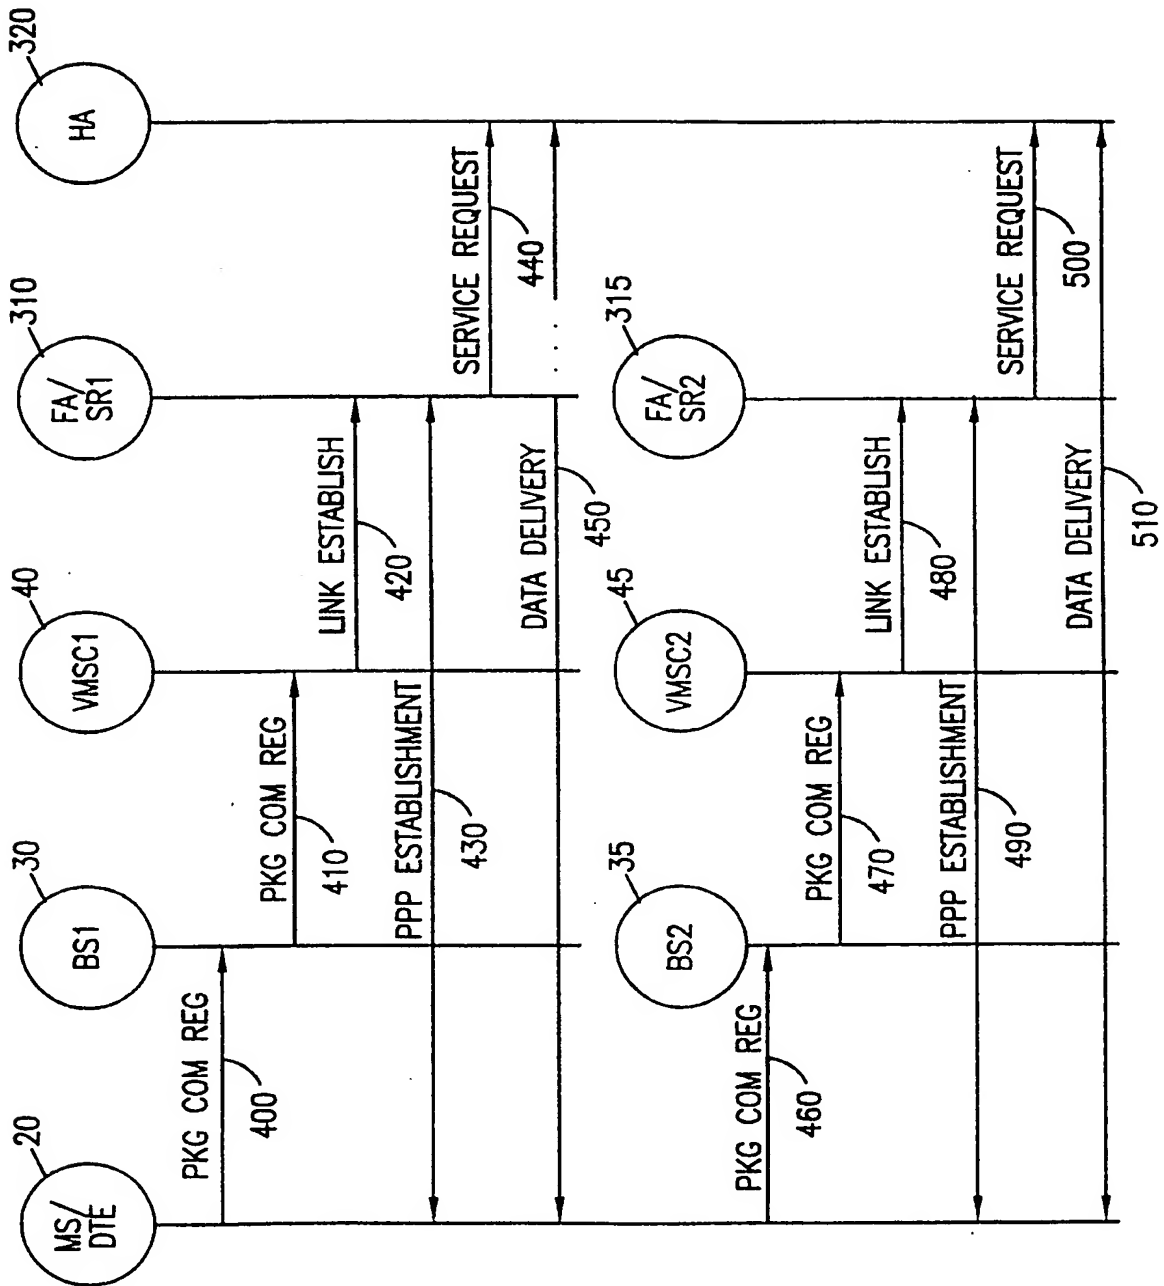 20
MS/
DTE
30
BS1
40
VMSC1
310
FA/
SR1
320
HA
PKG COM REG
400
PKG COM REG
410
LINK ESTABLISH
420
PPP ESTABLISHMENT
430
SERVICE REQUEST
440
DATA DELIVERY
450
35
BS2
45
VMSC2
315
FA/
SR2
PKG COM REG
460
PKG COM REG
470
LINK ESTABLISH
480
PPP ESTABLISHMENT
490
SERVICE REQUEST
500
DATA DELIVERY
510